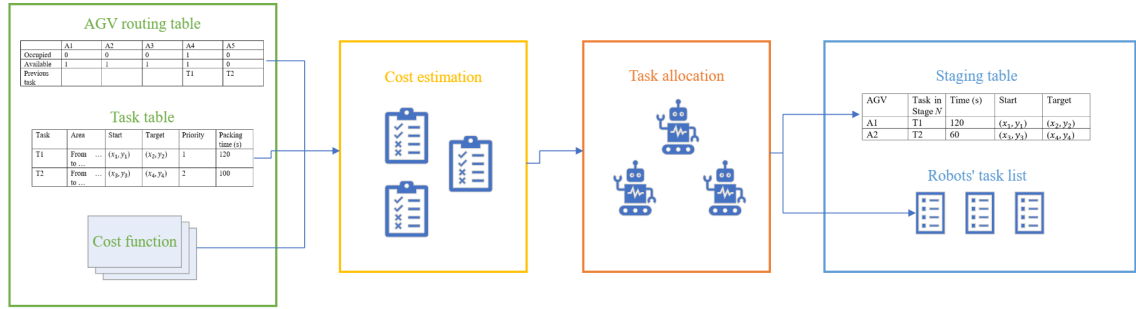 AGV routing table
A1 A2 A3 A4 A5
Occupied 0 0 0 1 0
Available 1 1 1 1 0
Previous T1 T2
task
Task table
Task Area Start Target Priority Packing
time (s)
T1 From ... (x₁, y₁) (x₂, y₂) 1 120
to ...
T2 From ... (x₃, y₃) (x₄, y₄) 2 100
to ...
Cost function
Cost estimation
Task allocation
Staging table
AGV Task in Time (s) Start Target
Stage N
A1 T1 120 (x₁, y₁) (x₂, y₂)
A2 T2 60 (x₃, y₃) (x₄, y₄)
Robots' task list